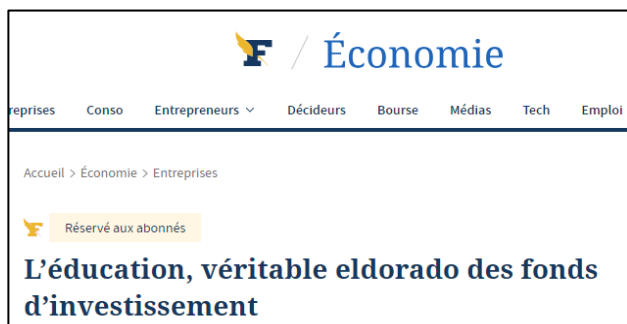 F / Économie
reprises Conso Entrepreneurs Décideurs Bourse Médias Tech Emploi
Accueil > Économie > Entreprises
F Réservé aux abonnés
L’éducation, véritable eldorado des fonds
d’investissement